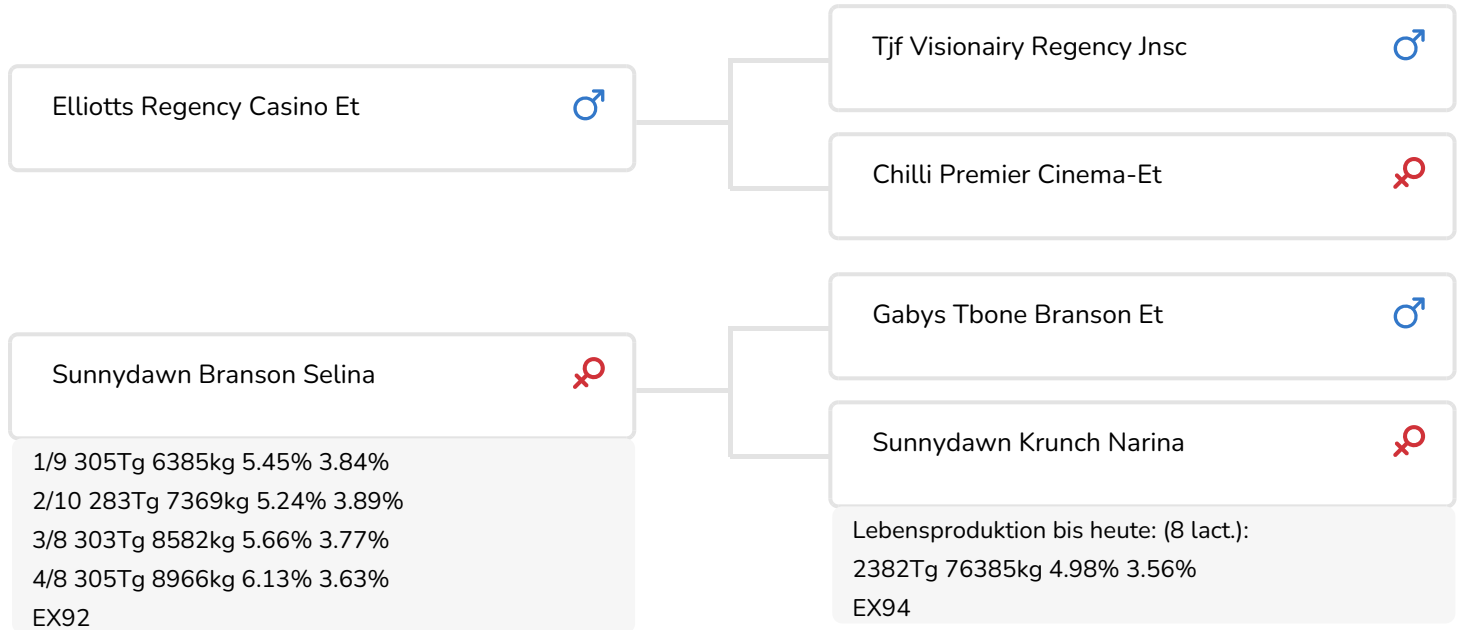 Elliotts Regency Casino Et
Tjf Visionairy Regency Jnsc
Chilli Premier Cinema-Et
Sunnydawn Branson Selina
1/9 305Tg 6385kg 5.45% 3.84%
2/10 283Tg 7369kg 5.24% 3.89%
3/8 303Tg 8582kg 5.66% 3.77%
4/8 305Tg 8966kg 6.13% 3.63%
EX92
Gabys Tbone Branson Et
Sunnydawn Krunch Narina
Lebensproduktion bis heute: (8 lact.):
2382Tg 76385kg 4.98% 3.56%
EX94